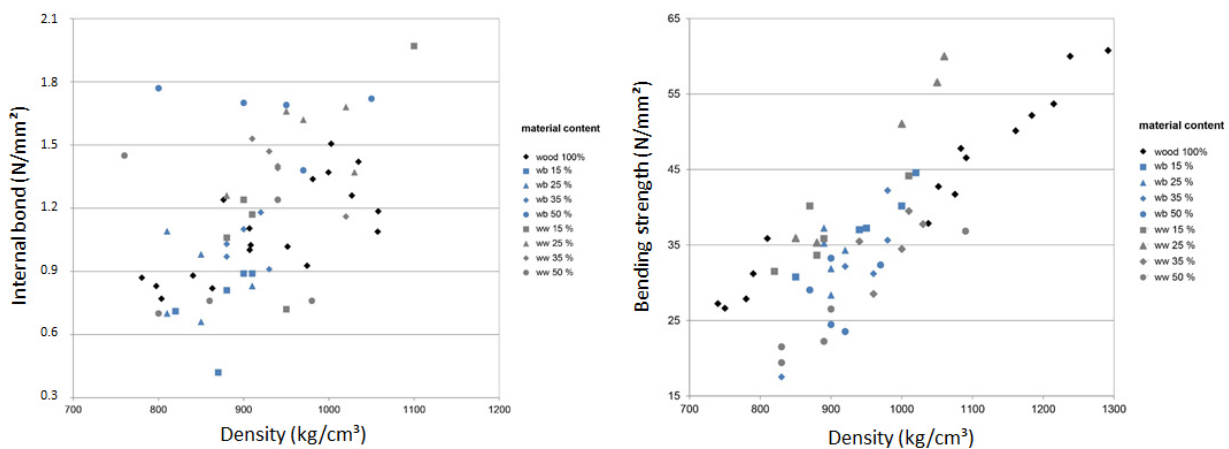 Internal bond (N/mm²)
2.1
1.8
1.5
1.2
0.9
0.6
0.3
700
800
900
1000
1100
1200
Density (kg/cm³)
material content
wood 100%
wb 15 %
wb 25 %
wb 35 %
wb 50 %
ww 15 %
ww 25 %
ww 35 %
ww 50 %
Bending strength (N/mm²)
65
55
45
35
25
15
700
800
900
1000
1100
1200
1300
Density (kg/cm³)
material content
wood 100%
wb 15 %
wb 25 %
wb 35 %
wb 50 %
ww 15 %
ww 25 %
ww 35 %
ww 50 %